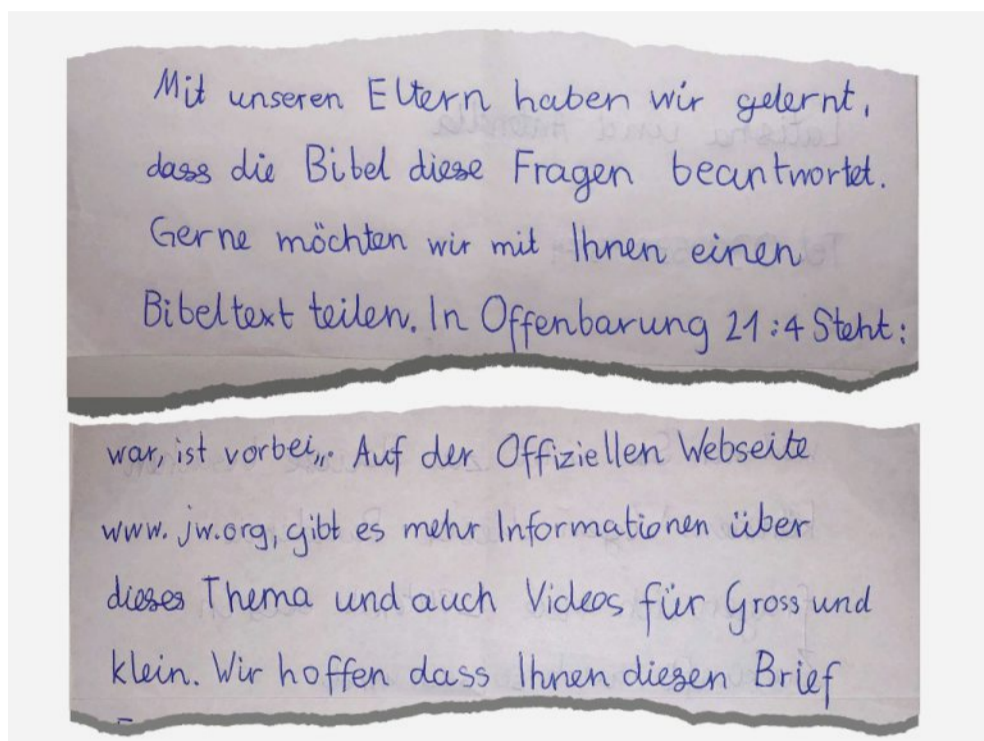 Mit unseren Eltern haben wir gelernt,
dass die Bibel diese Fragen beantwortet.
Gerne möchten wir mit Ihnen einen
Bibeltext teilen. In Offenbarung 21:4 Steht:
war, ist vorbei„. Auf der Offiziellen Webseite
www.jw.org, gibt es mehr Informationen über
dieses Thema und auch Videos für Gross und
klein. Wir hoffen dass Ihnen diesen Brief